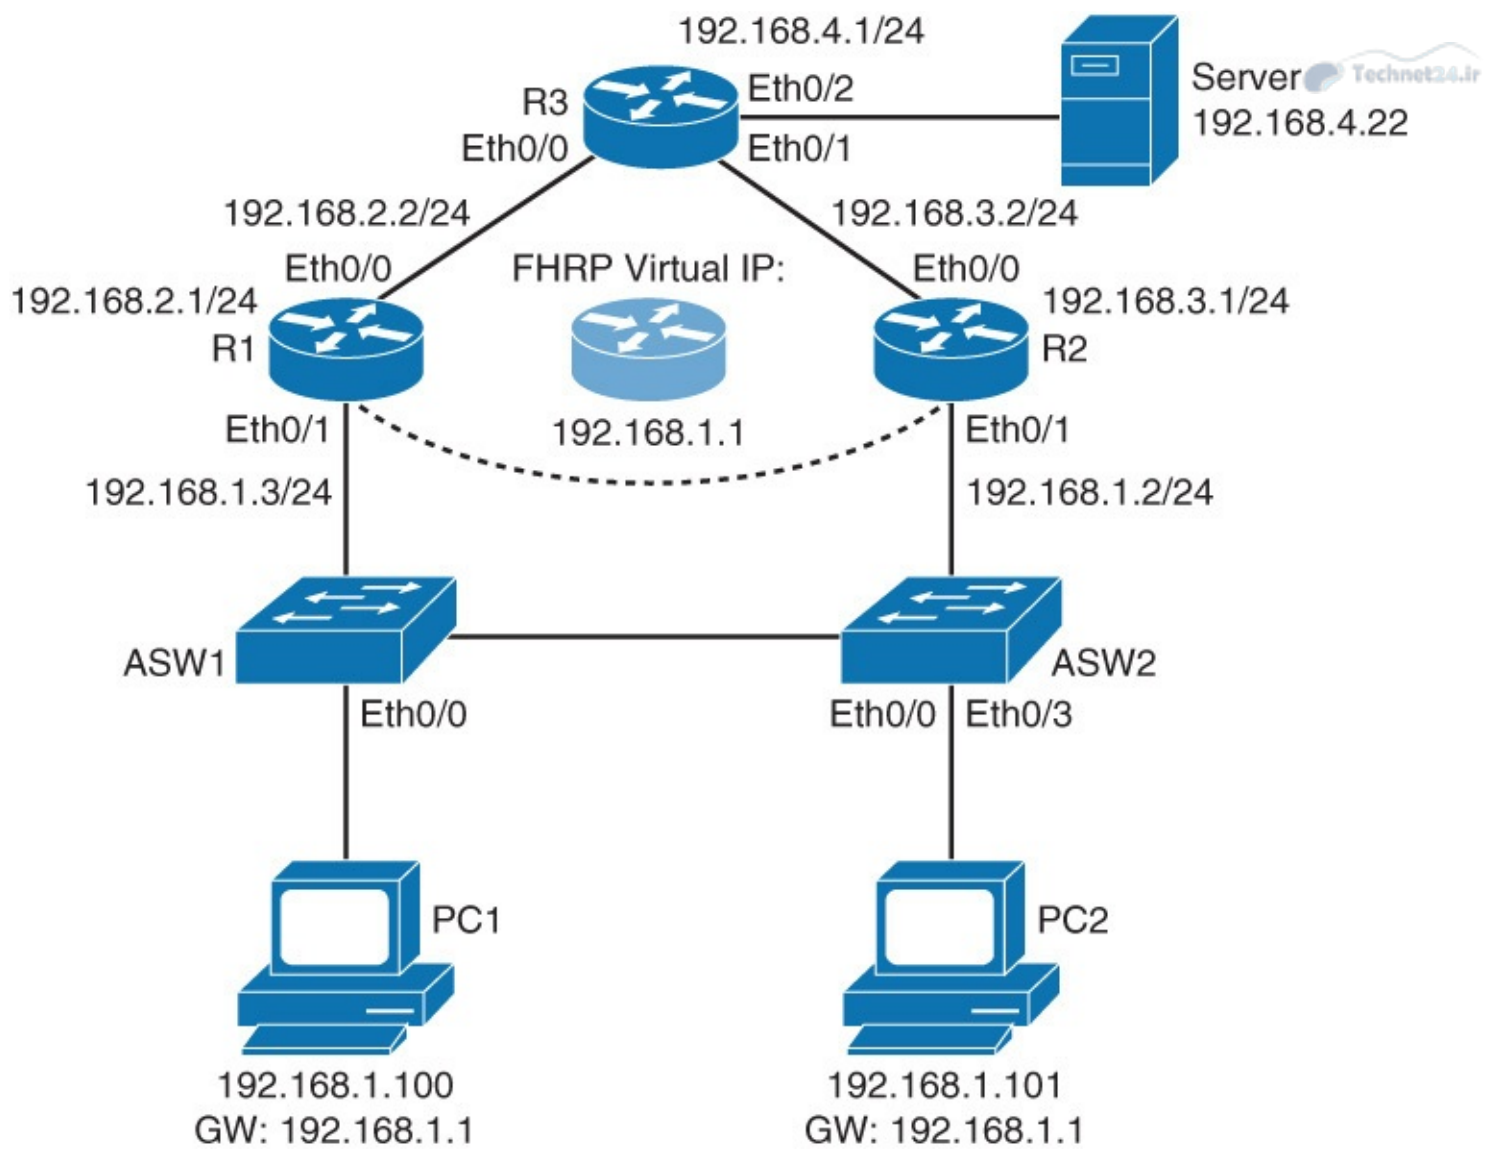 192.168.4.1/24
Server
Technet24.ir
192.168.4.22
R3
Eth0/2
Eth0/0
Eth0/1
192.168.2.2/24
192.168.3.2/24
Eth0/0
FHRP Virtual IP:
Eth0/0
192.168.2.1/24
192.168.3.1/24
R1
R2
Eth0/1
192.168.1.1
Eth0/1
192.168.1.3/24
192.168.1.2/24
ASW1
ASW2
Eth0/0
Eth0/0
Eth0/3
PC1
PC2
192.168.1.100
GW: 192.168.1.1
192.168.1.101
GW: 192.168.1.1